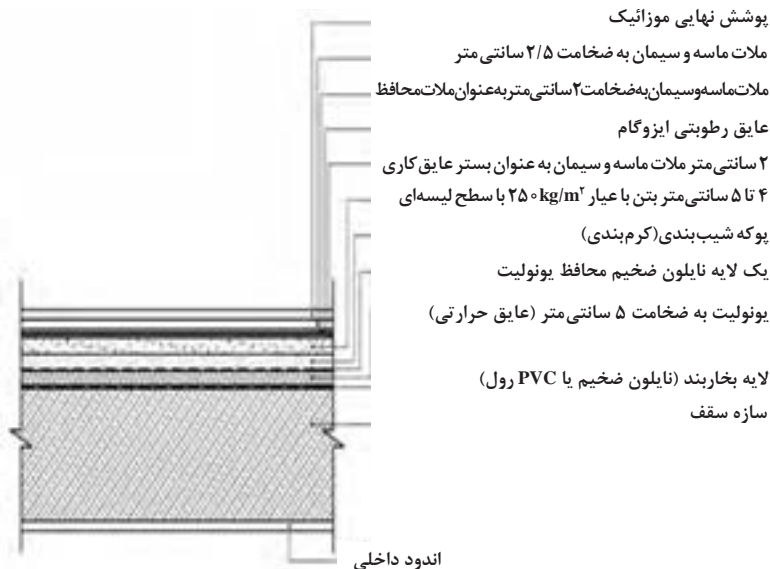 پوشش نهایی موزائیک
ملات ماسه و سیمان به ضخامت ۲/۵ سانتی‌متر
ملات‌ماسه‌وسیمان‌به‌ضخامت۲سانتی‌متربه‌عنوان‌ملات‌محافظ
عایق رطوبتی ایزوگام
۲ سانتی‌متر ملات ماسه و سیمان به عنوان بستر عایق‌کاری
۴ تا ۵ سانتی‌متر بتن با عیار ۲۵۰kg/m۲ با سطح لیسه‌ای
پوکه شیب‌بندی(کرم‌بندی)
یک لایه نایلون ضخیم محافظ یونولیت
یونولیت به ضخامت ۵ سانتی‌متر (عایق حرارتی)
لایه بخاربند (نایلون ضخیم یا PVC رول)
سازه سقف
اندود داخلی